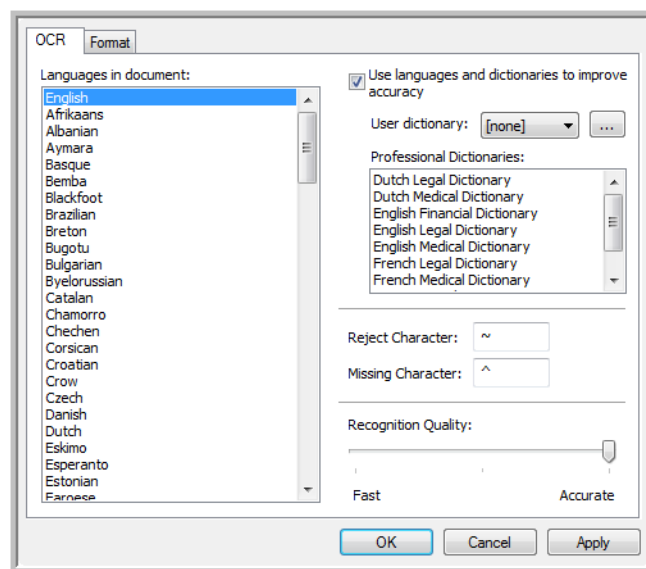 OCR
Format
Languages in document:
English
Afrikaans
Albanian
Aymara
Basque
Bemba
Blackfoot
Brazilian
Breton
Bugotu
Bulgarian
Byelorussian
Catalan
Chamorro
Chechen
Corsican
Croatian
Crow
Czech
Danish
Dutch
Eskimo
Esperanto
Estonian
Faroese
Use languages and dictionaries to improve
accuracy
User dictionary: [none] ...
Professional Dictionaries:
Dutch Legal Dictionary
Dutch Medical Dictionary
English Financial Dictionary
English Legal Dictionary
English Medical Dictionary
French Legal Dictionary
French Medical Dictionary
Reject Character: ~
Missing Character: ^
Recognition Quality:
Fast Accurate
OK Cancel Apply